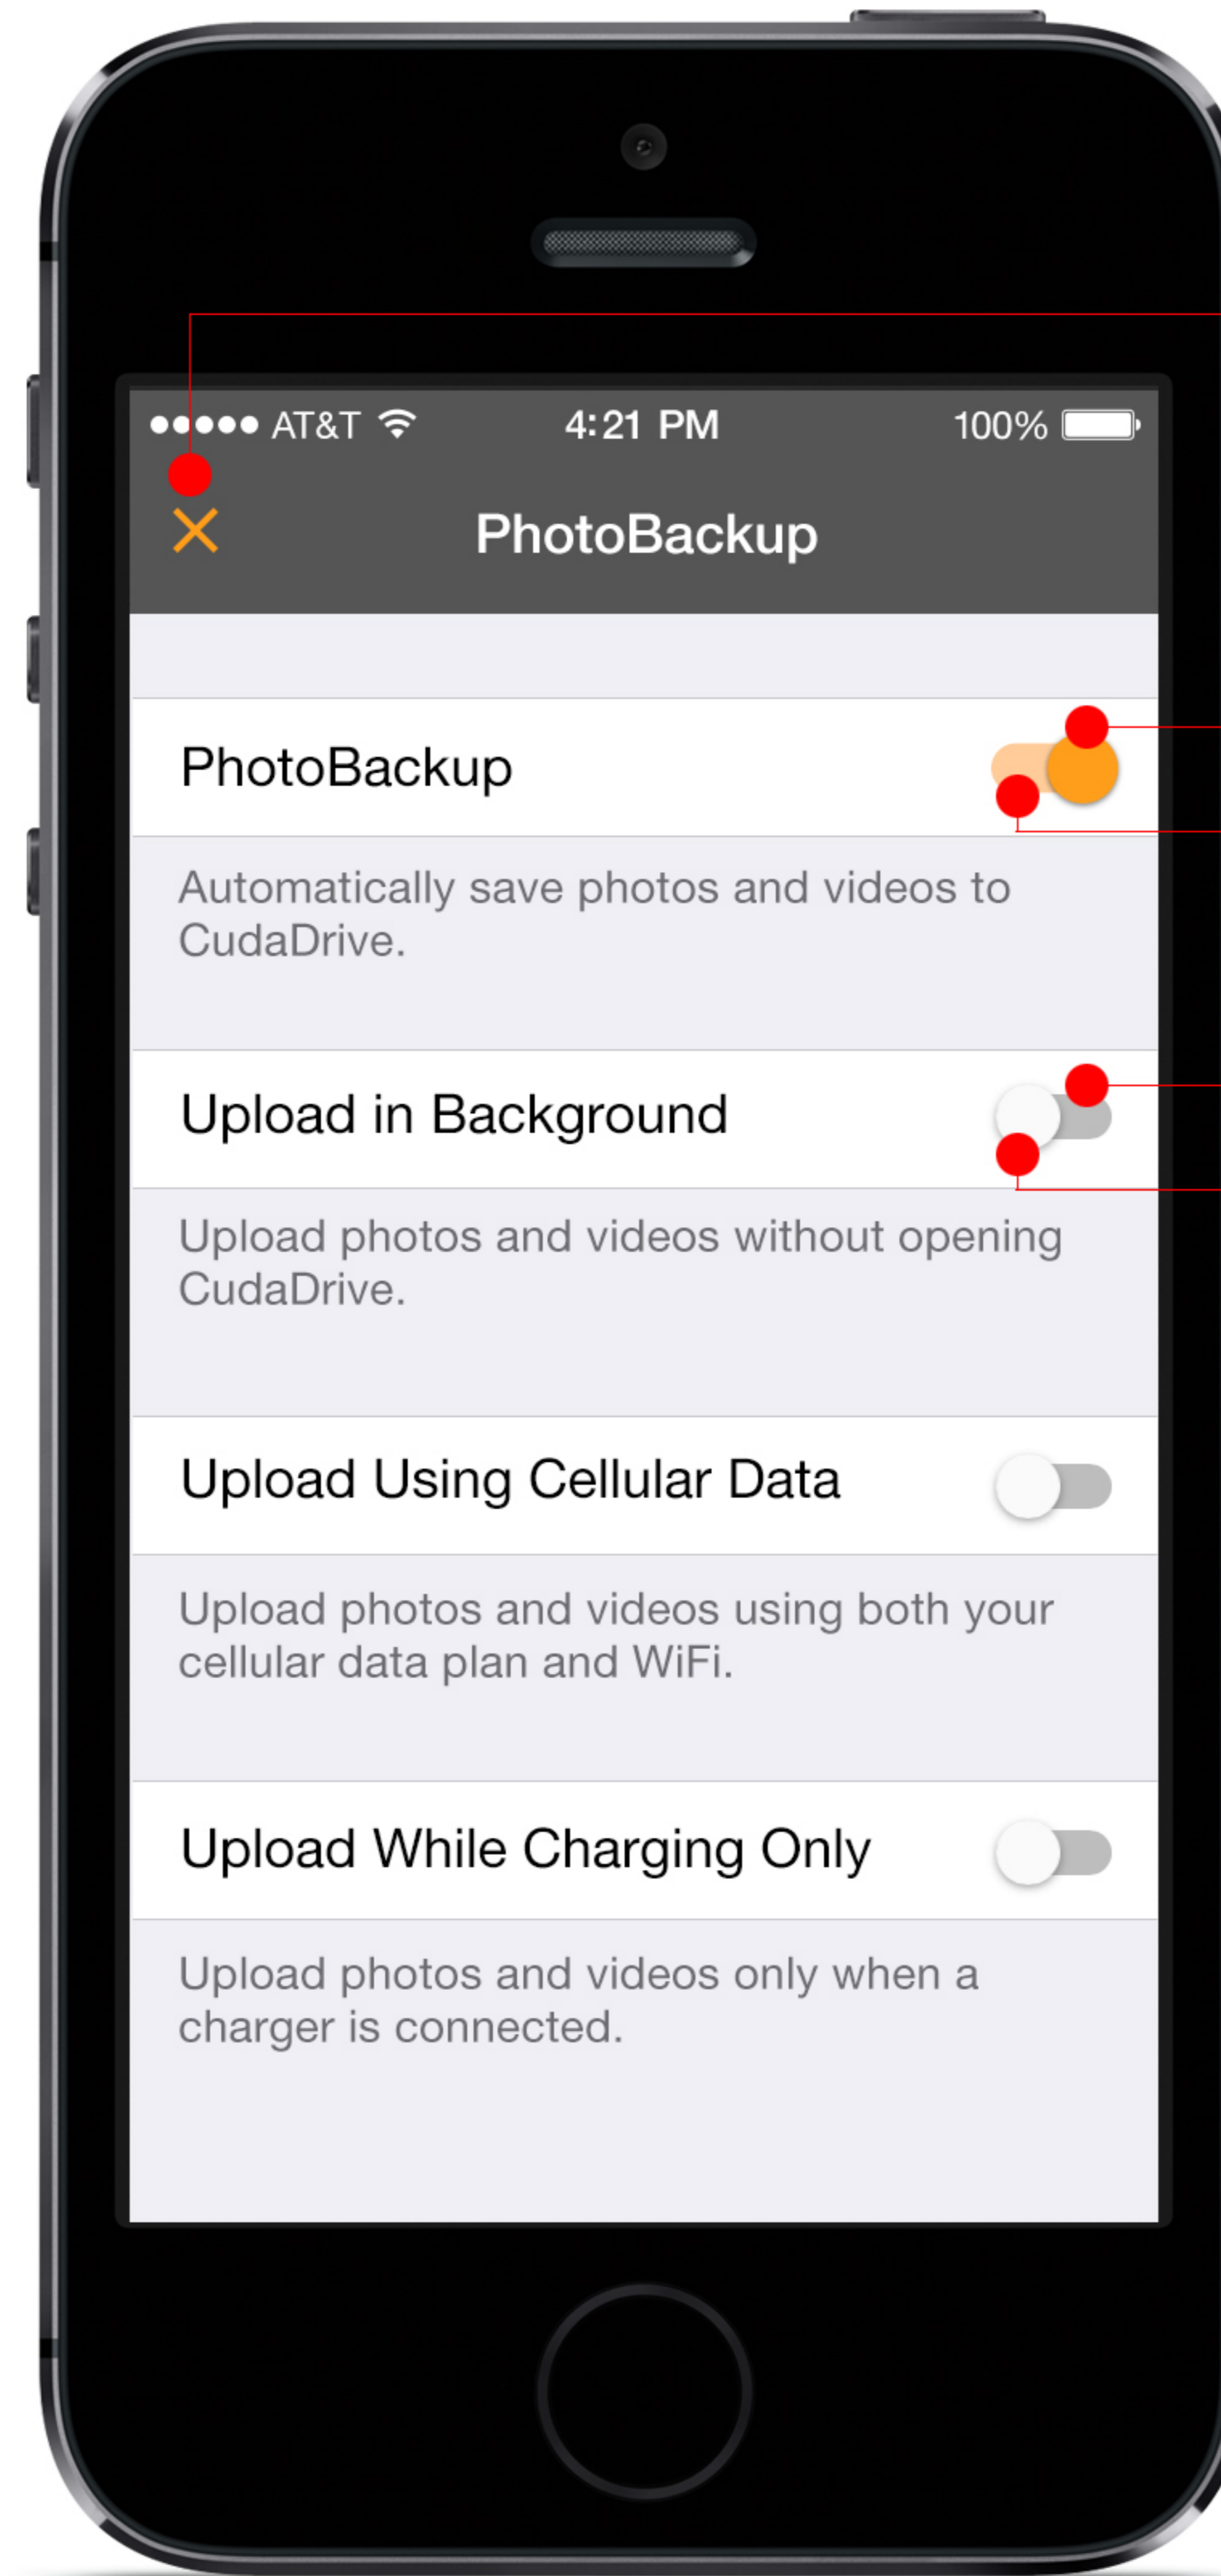 AT&T 4:21 PM 100%
PhotoBackup
PhotoBackup
Automatically save photos and videos to
CudaDrive.
Upload in Background
Upload photos and videos without opening
CudaDrive.
Upload Using Cellular Data
Upload photos and videos using both your
cellular data plan and WiFi.
Upload While Charging Only
Upload photos and videos only when a
charger is connected.